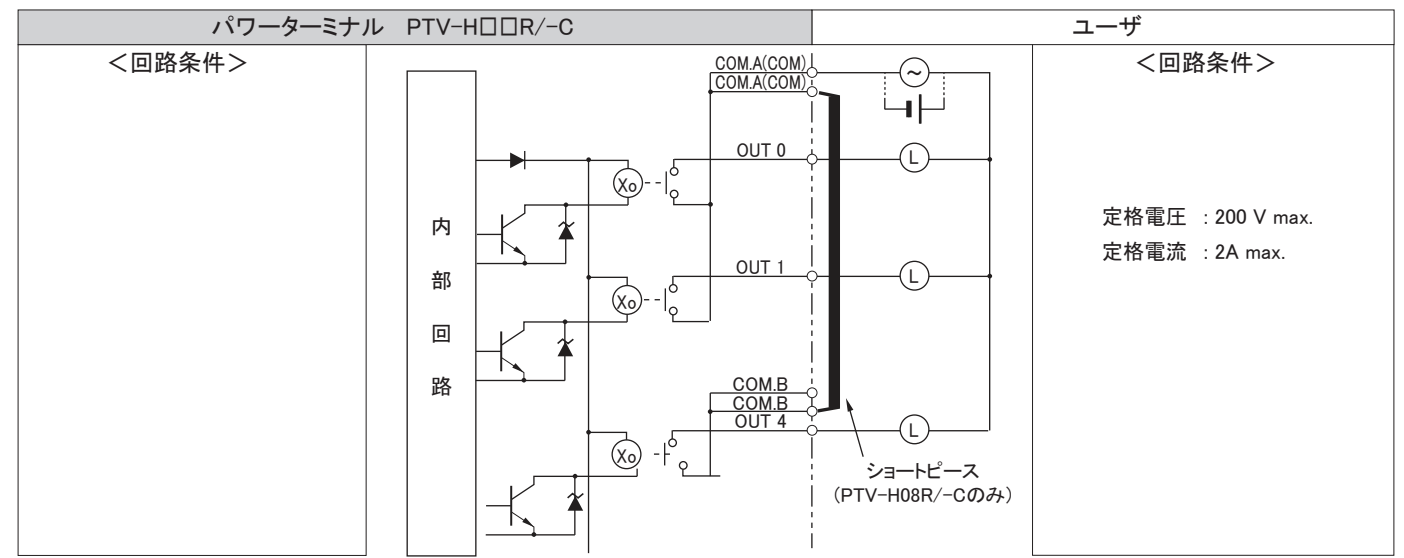 パワーターミナル PTV-H□□R/-C
ユーザ
＜回路条件＞
COM.A(COM)
COM.A(COM)
～
＜回路条件＞
OUT 0
L
Xo
定格電圧 : 200 V max.
定格電流 : 2A max.
内部回路
OUT 1
L
Xo
COM.B
COM.B
OUT 4
L
Xo
ショートピース
(PTV-H08R/-Cのみ)